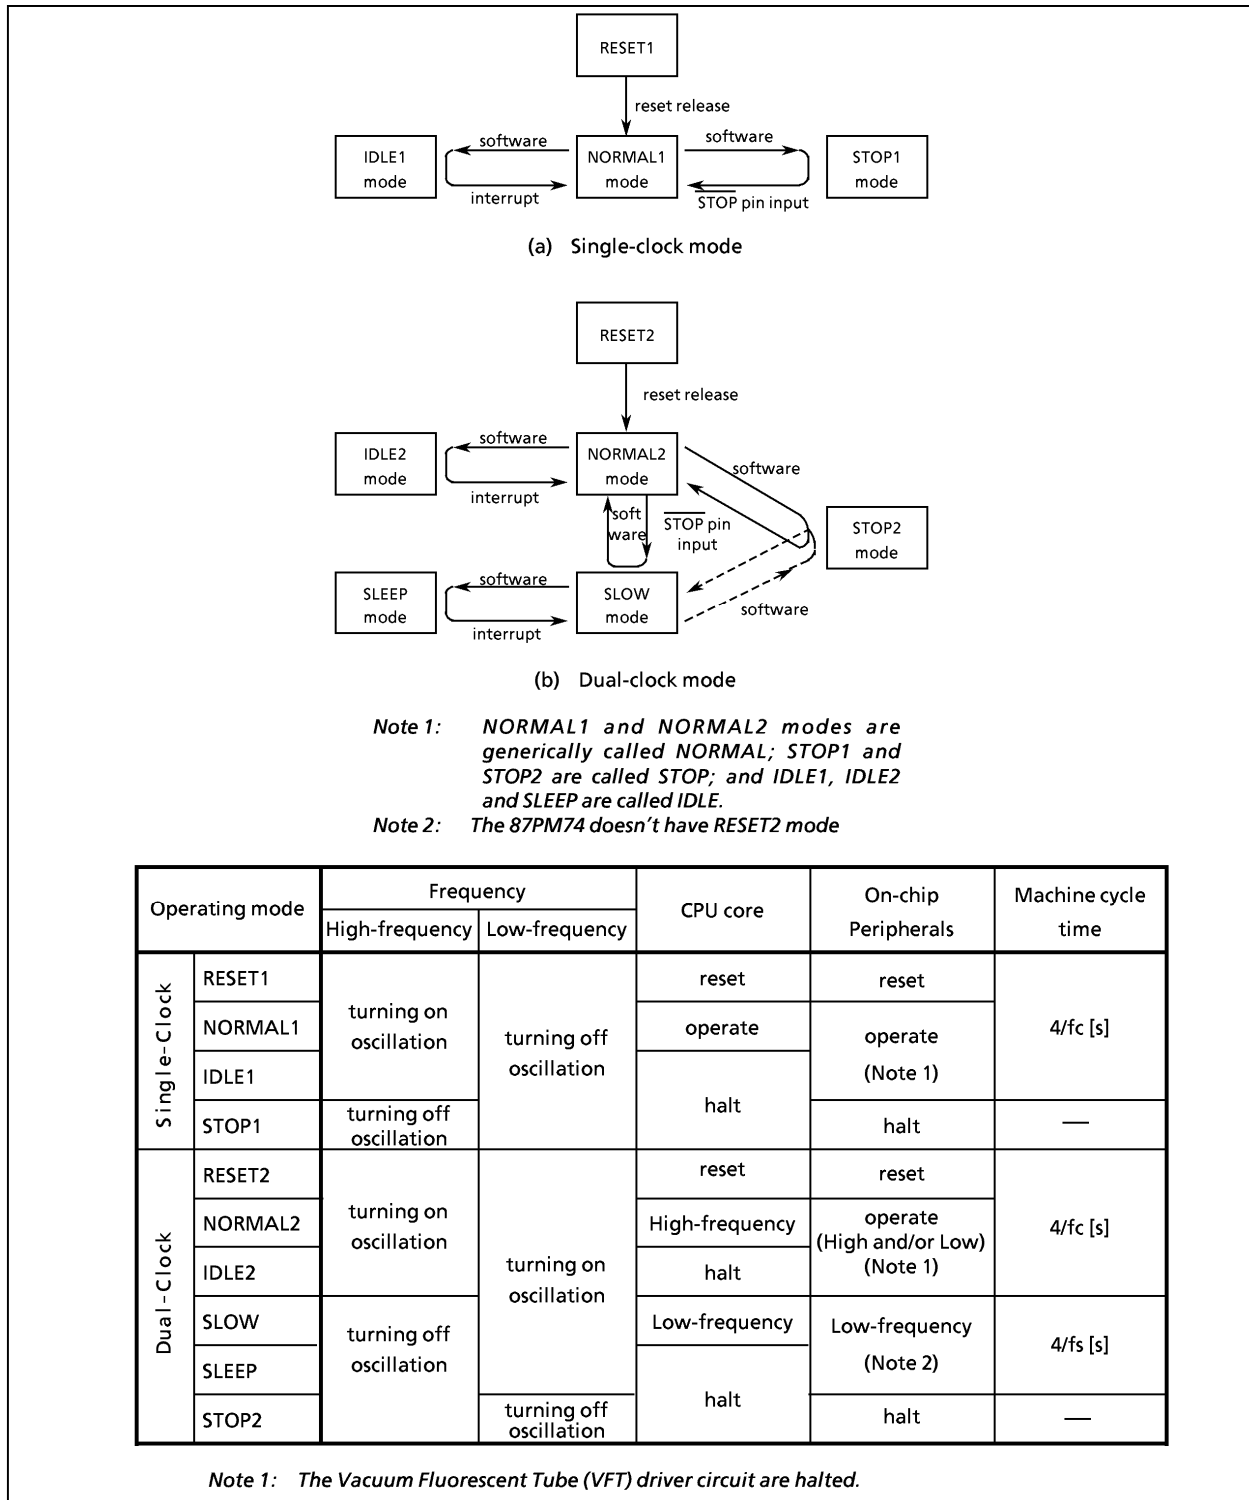 RESET1
reset release
IDLE1
mode
software
interrupt
NORMAL1
mode
software
STOP pin input
STOP1
mode
(a) Single-clock mode
RESET2
reset release
IDLE2
mode
software
interrupt
NORMAL2
mode
software
soft
ware
STOP pin
input
STOP2
mode
SLEEP
mode
software
interrupt
SLOW
mode
software
(b) Dual-clock mode
Note 1: NORMAL1 and NORMAL2 modes are
generically called NORMAL; STOP1 and
STOP2 are called STOP; and IDLE1, IDLE2
and SLEEP are called IDLE.
Note 2: The 87PM74 doesn't have RESET2 mode
Operating mode
Frequency
High-frequency
Low-frequency
CPU core
On-chip
Peripherals
Machine cycle
time
Single-Clock
RESET1
NORMAL1
IDLE1
STOP1
turning on
oscillation
turning off
oscillation
turning off
oscillation
reset
operate
halt
reset
operate
(Note 1)
halt
4/fc [s]
—
Dual-Clock
RESET2
NORMAL2
IDLE2
SLOW
SLEEP
STOP2
turning on
oscillation
turning off
oscillation
turning on
oscillation
turning off
oscillation
reset
High-frequency
halt
Low-frequency
halt
reset
operate
(High and/or Low)
(Note 1)
Low-frequency
(Note 2)
halt
4/fc [s]
4/fs [s]
—
Note 1: The Vacuum Fluorescent Tube (VFT) driver circuit are halted.